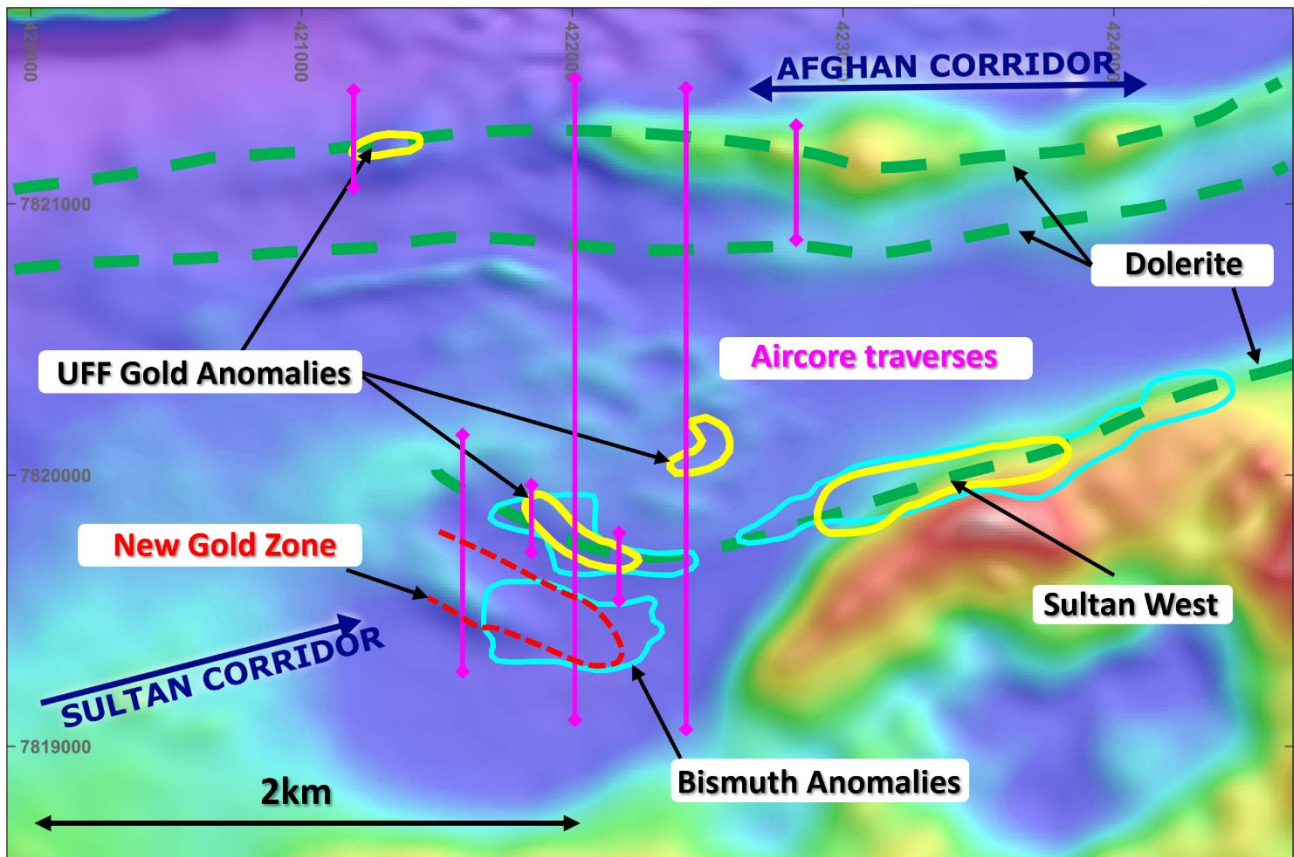 420000
421000
422000
423000
424000
AFGHAN CORRIDOR
7821000
Dolerite
UFF Gold Anomalies
Aircore traverses
7820000
New Gold Zone
Sultan West
SULTAN CORRIDOR
7819000
Bismuth Anomalies
2km